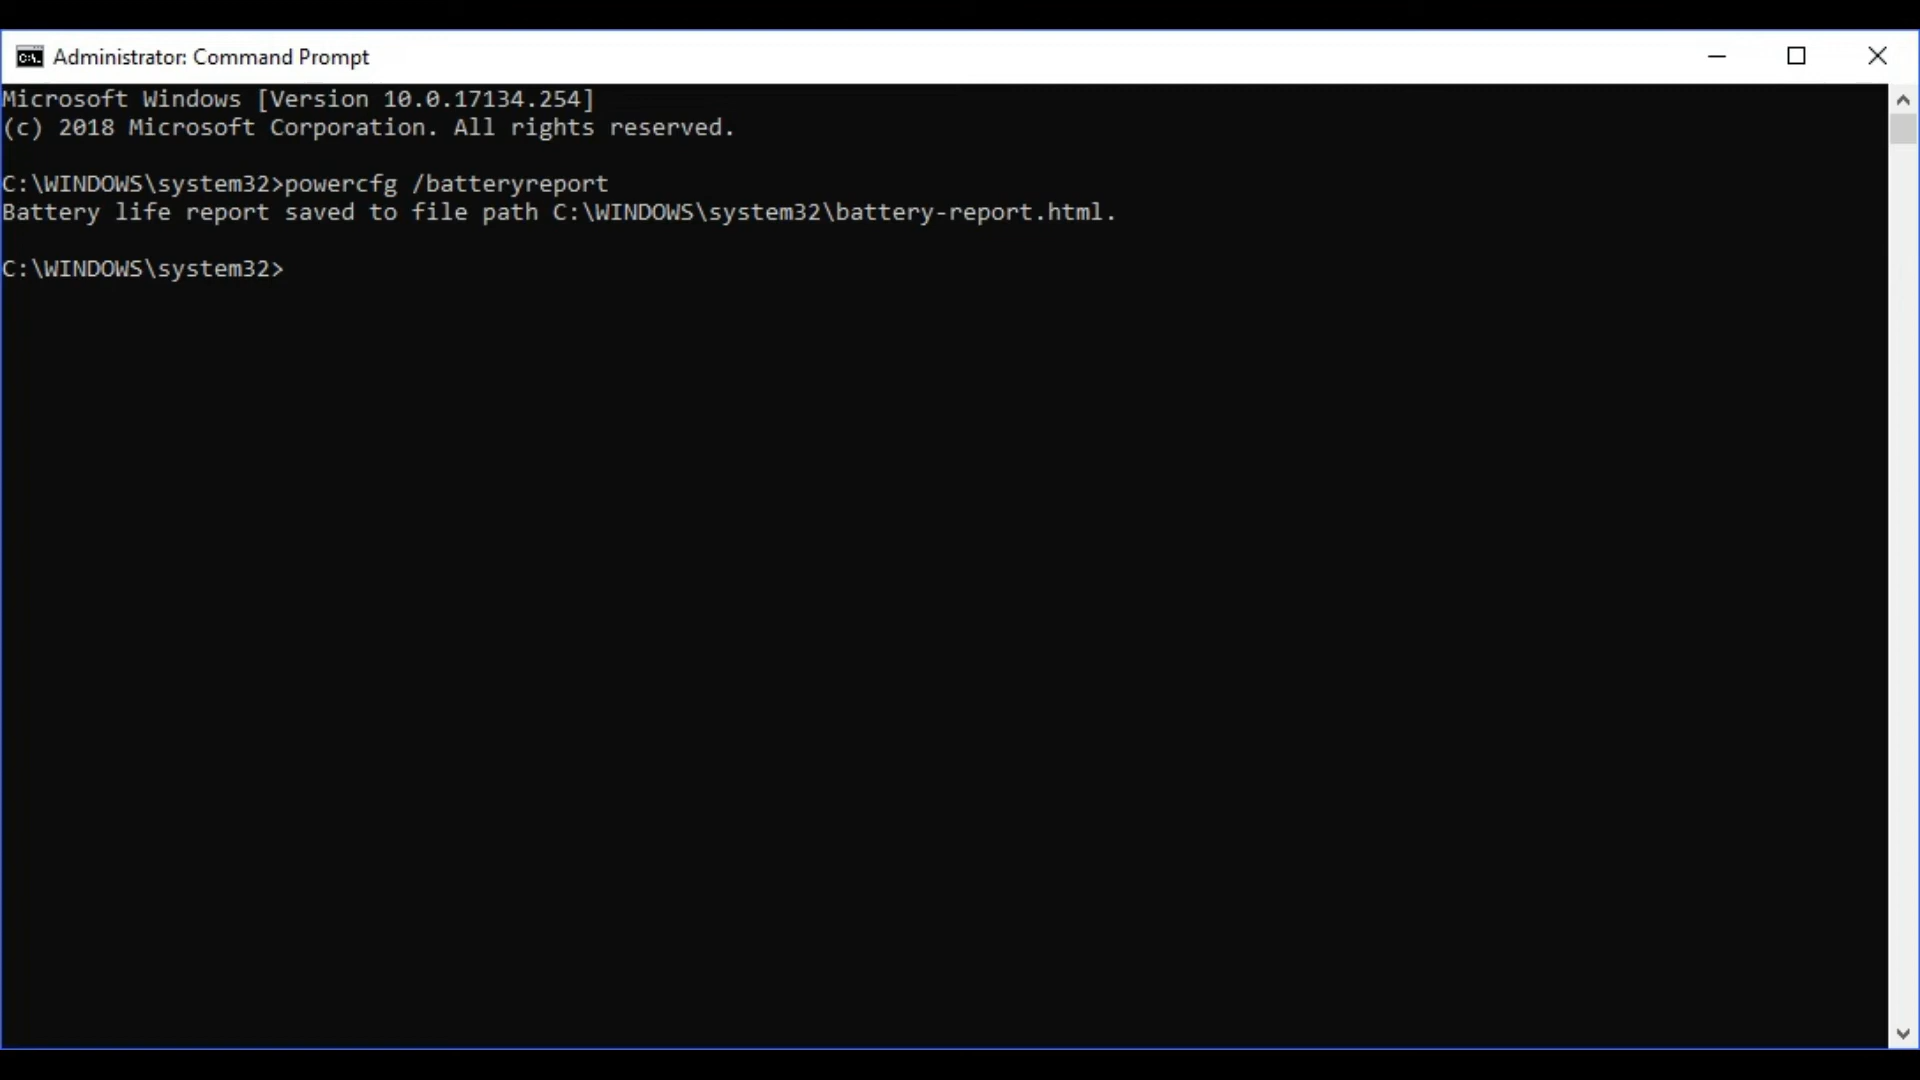 Administrator: Command Prompt
Microsoft Windows [Version 10.0.17134.254]
(c) 2018 Microsoft Corporation. All rights reserved.
C:\WINDOWS\system32>powercfg /batteryreport
Battery life report saved to file path C:\WINDOWS\system32\battery-report.html.
C:\WINDOWS\system32>